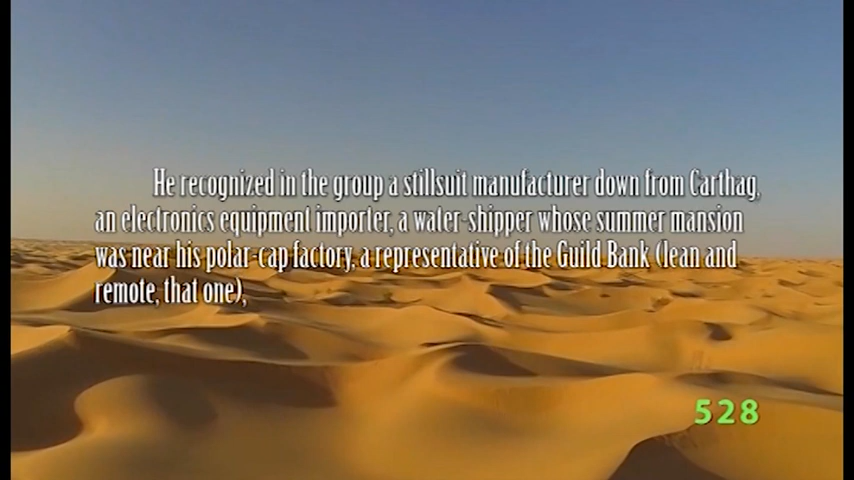 He recognized in the group a stillsuit manufacturer down from Carthag,
an electronics equipment importer, a water-shipper whose summer mansion
was near his polar-cap factory, a representative of the Guild Bank (lean and
remote, that one),
528